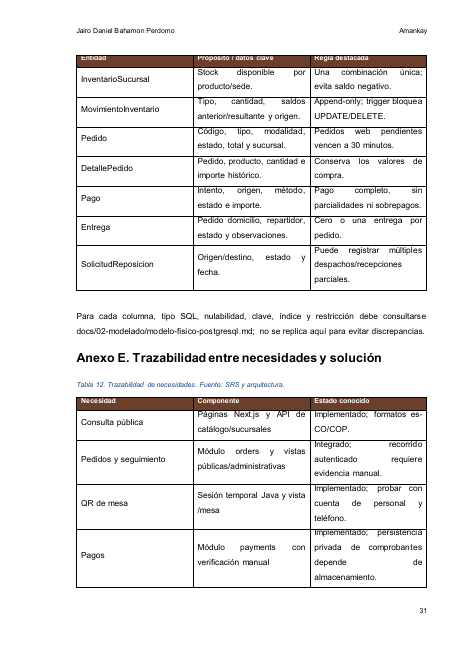 Jairo Daniel Bahamon Perdomo Amankay
Entidad Propósito / datos clave Regla destacada
InventarioSucursal
Stock disponible por
producto/sede.
Una combinación única;
evita saldo negativo.
MovimientoInventario
Tipo, cantidad, saldos
anterior/resultante y origen.
Append-only; trigger bloquea
UPDATE/DELETE.
Pedido
Código, tipo, modalidad,
estado, total y sucursal.
Pedidos web pendientes
vencen a 30 minutos.
DetallePedido
Pedido, producto, cantidad e
importe histórico.
Conserva los valores de
compra.
Pago
Intento, origen, método,
estado e importe.
Pago completo, sin
parcialidades ni sobrepagos.
Entrega
Pedido domicilio, repartidor,
estado y observaciones.
Cero o una entrega por
pedido.
SolicitudReposicion
Origen/destino, estado y
fecha.
Puede registrar múltiples
despachos/recepciones
parciales.
Para cada columna, tipo SQL, nulabilidad, clave, índice y restricción debe consultarse
docs/02-modelado/modelo-fisico-postgresql.md; no se replica aquí para evitar discrepancias.
Anexo E. Trazabilidad entre necesidades y solución
Tabla 12. Trazabilidad de necesidades. Fuente: SRS y arquitectura.
Necesidad Componente Estado conocido
Consulta pública
Páginas Next.js y API de
catálogo/sucursales
Implementado; formatos es-
CO/COP.
Pedidos y seguimiento
Módulo orders y vistas
públicas/administrativas
Integrado; recorrido
autenticado requiere
evidencia manual.
QR de mesa
Sesión temporal Java y vista
/mesa
Implementado; probar con
cuenta de personal y
teléfono.
Pagos
Módulo payments con
verificación manual
Implementado; persistencia
privada de comprobantes
depende de
almacenamiento.
31